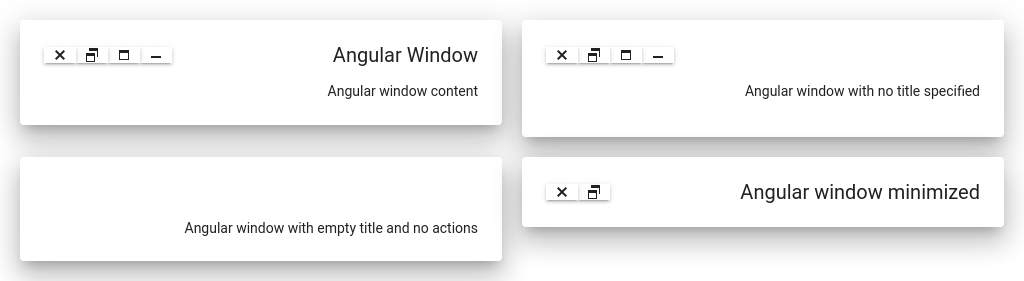 Angular Window
Angular window content
Angular window with no title specified
Angular window with empty title and no actions
Angular window minimized